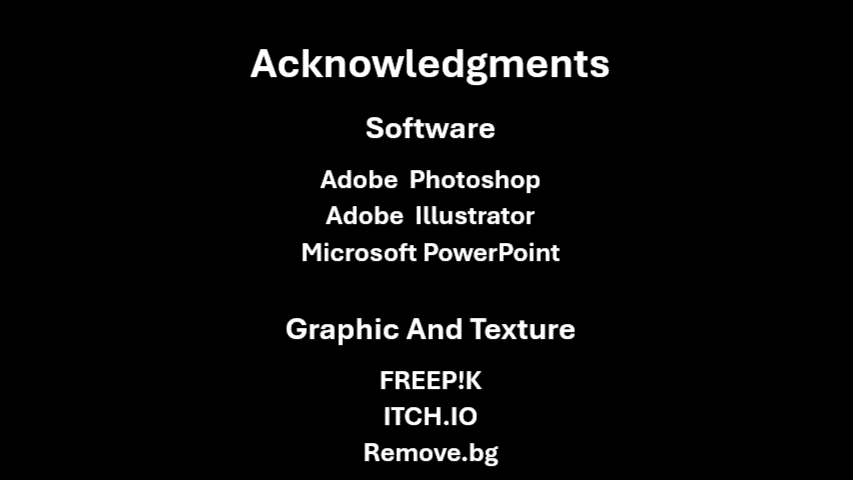 Acknowledgments
Software
Adobe Photoshop
Adobe Illustrator
Microsoft PowerPoint
Graphic And Texture
FREEP!K
ITCH.IO
Remove.bg